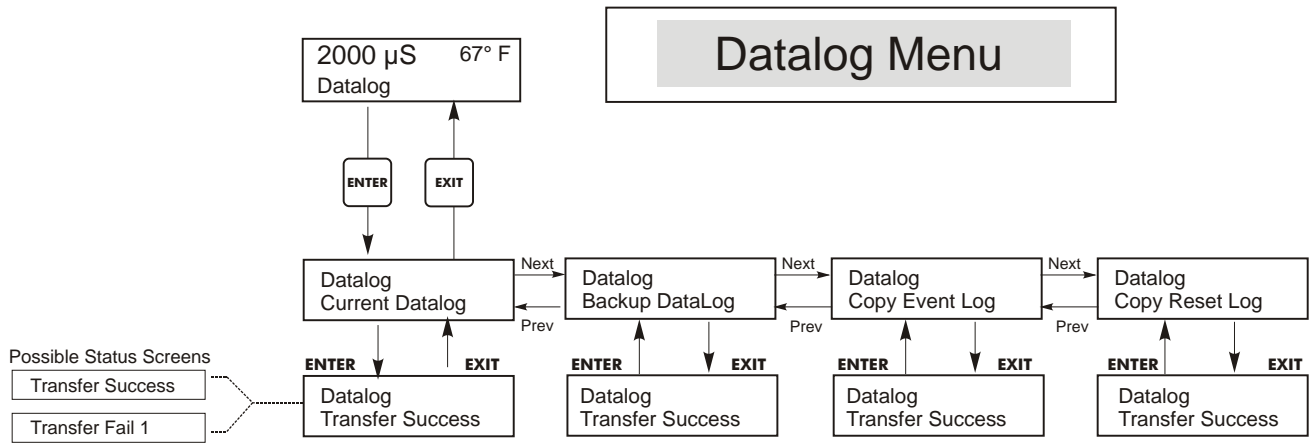 Datalog Menu
2000 µS 67° F
Datalog
ENTER EXIT
Datalog
Current Datalog
Next
Prev
Datalog
Backup DataLog
Next
Prev
Datalog
Copy Event Log
Next
Prev
Datalog
Copy Reset Log
Possible Status Screens
Transfer Success
Transfer Fail 1
ENTER EXIT
Datalog
Transfer Success
ENTER EXIT
Datalog
Transfer Success
ENTER EXIT
Datalog
Transfer Success
ENTER EXIT
Datalog
Transfer Success